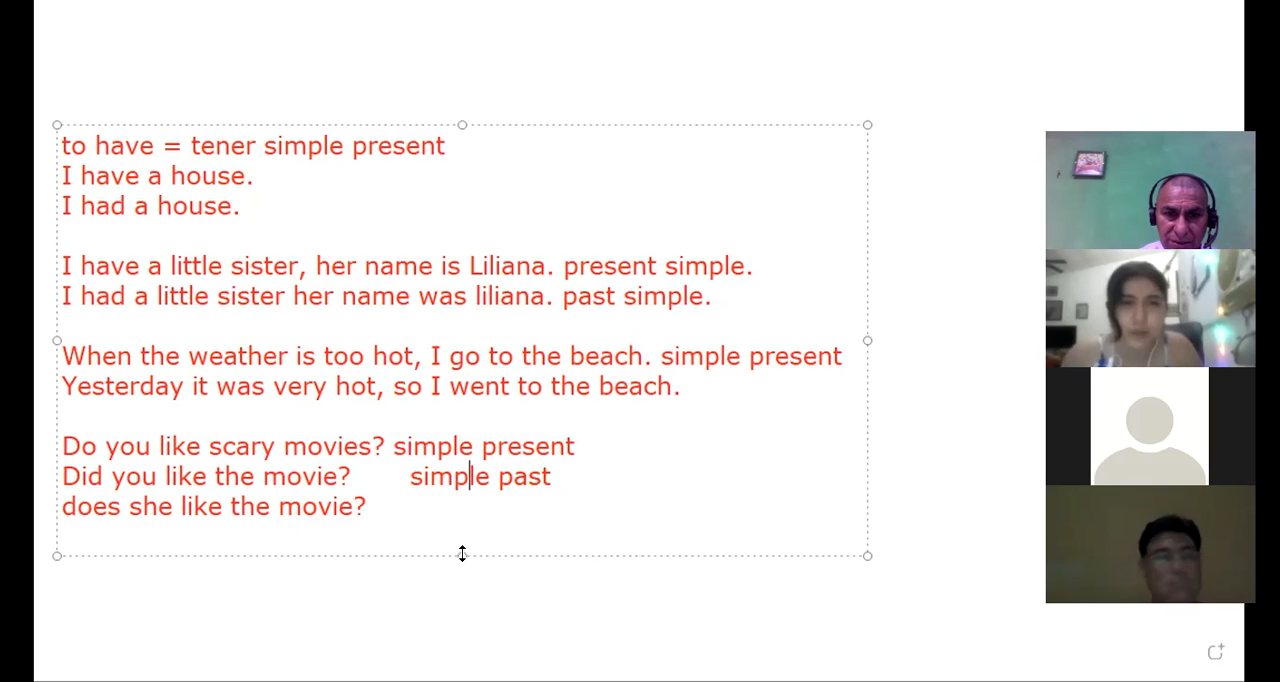 to have = tener simple present
I have a house.
I had a house.
I have a little sister, her name is Liliana. present simple.
I had a little sister her name was liliana. past simple.
When the weather is too hot, I go to the beach. simple present
Yesterday it was very hot, so I went to the beach.
Do you like scary movies? simple present
Did you like the movie? simple past
does she like the movie?